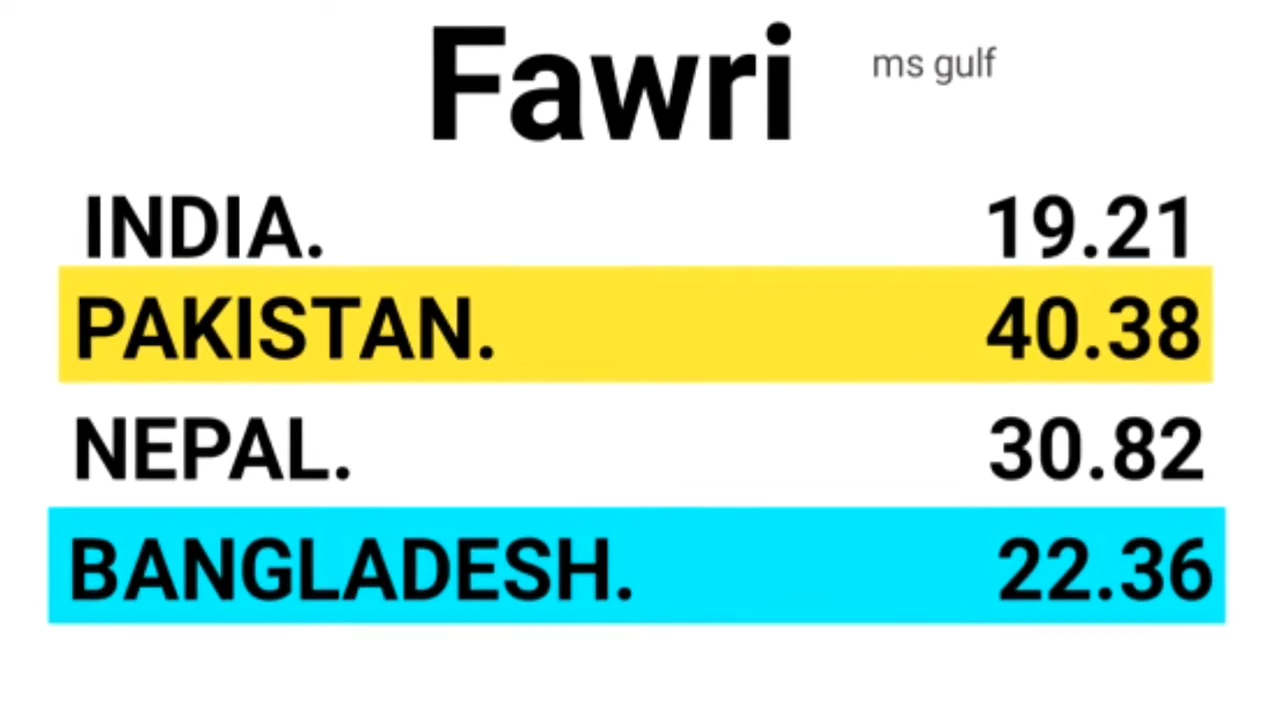 Fawri ms gulf
INDIA. 19.21
PAKISTAN. 40.38
NEPAL. 30.82
BANGLADESH. 22.36